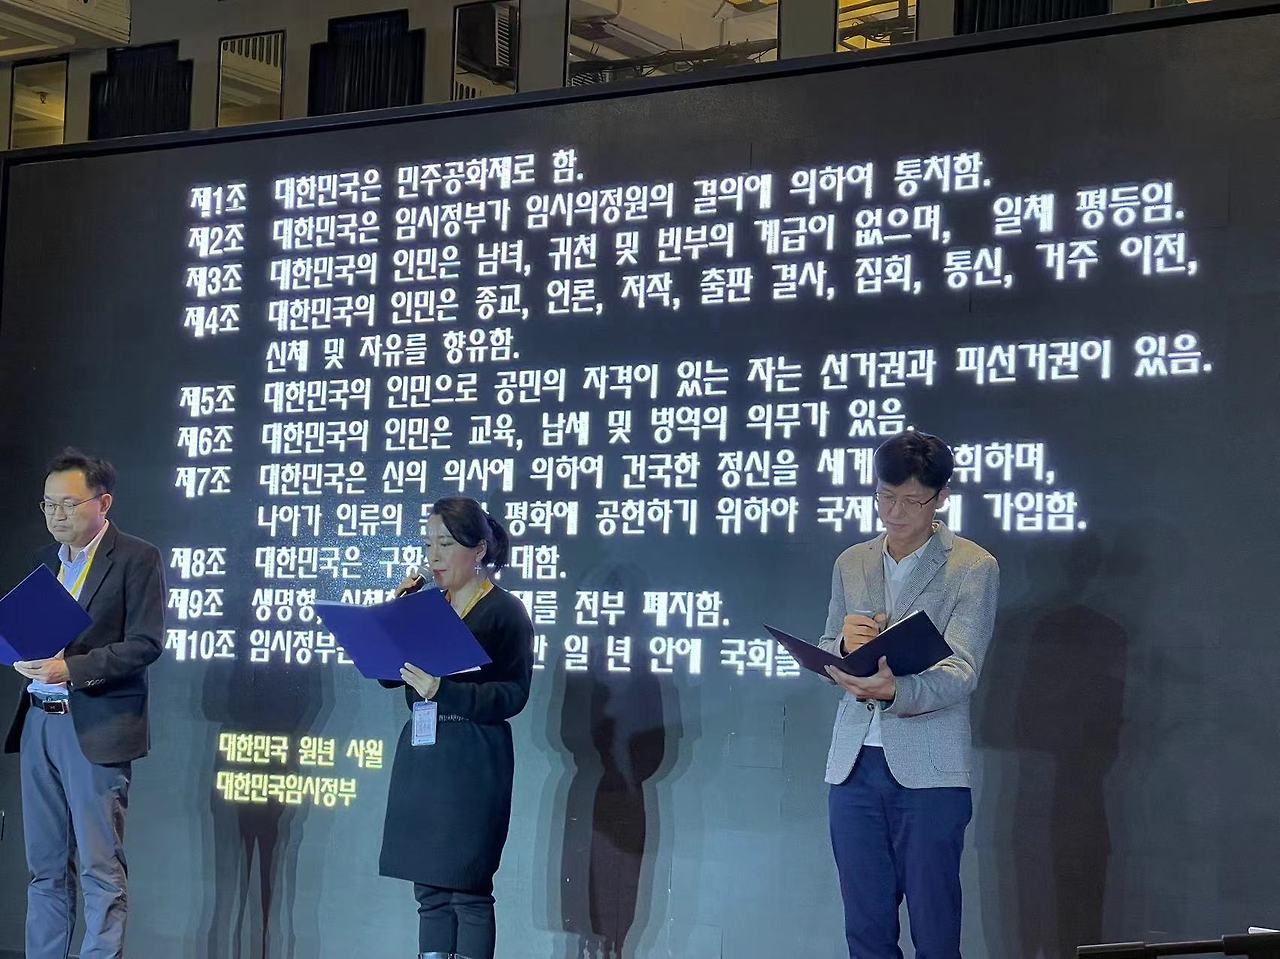 제1조 대한민국은 민주공화제로 함.
제2조 대한민국은 임시정부가 임시의정원의 결의에 의하여 통치함.
제3조 대한민국의 인민은 남녀, 귀천 및 빈부의 계급이 없으며, 일체 평등임.
제4조 대한민국의 인민은 종교, 언론, 저작, 출판 결사, 집회, 통신, 거주 이전,
신체 및 자유를 향유함.
제5조 대한민국의 인민으로 공민의 자격이 있는 자는 선거권과 피선거권이 있음.
제6조 대한민국의 인민은 교육, 납세 및 병역의 의무가 있음.
제7조 대한민국은 신의 의사에 의하여 건국한 정신을 세계 휘하며,
나아가 인류의 평화에 공헌하기 위하야 국제 에 가입함.
제8조 대한민국은 구황 대함.
제9조 생명형, 신체 를 전부 폐지함.
제10조 임시정부는 만 일 년 안에 국회를
대한민국 원년 사월
대한민국임시정부